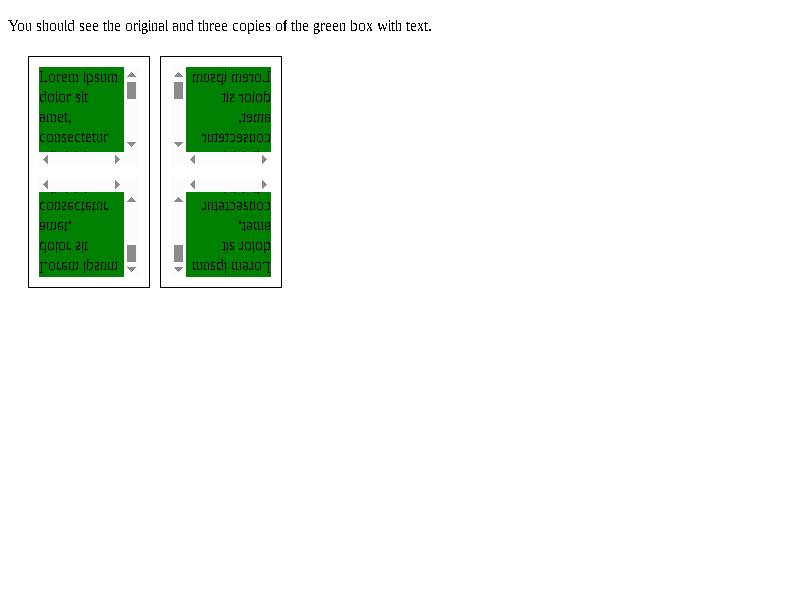 You should see the original and three copies of the green box with text.
Lorem ipsum
dolor sit
amet,
consectetur
Lorem ipsum
dolor sit
amet,
consectetur
consectetur
amet,
dolor sit
Lorem ipsum
consectetur
amet,
dolor sit
Lorem ipsum